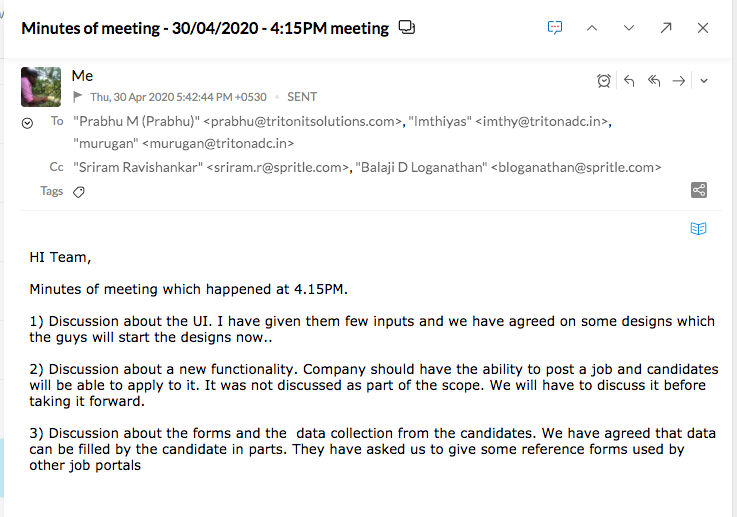 Minutes of meeting - 30/04/2020 - 4:15PM meeting
Me
Thu, 30 Apr 2020 5:42:44 PM +0530 • SENT
To "Prabhu M (Prabhu)" <prabhu@tritonitsolutions.com>, "Imthiyas" <imthy@tritonadc.in>,
"murugan" <murugan@tritonadc.in>
Cc "Sriram Ravishankar" <sriram.r@spritle.com>, "Balaji D Loganathan" <bloganathan@spritle.com>
Tags
HI Team,
Minutes of meeting which happened at 4.15PM.
1) Discussion about the UI. I have given them few inputs and we have agreed on some designs which
the guys will start the designs now..
2) Discussion about a new functionality. Company should have the ability to post a job and candidates
will be able to apply to it. It was not discussed as part of the scope. We will have to discuss it before
taking it forward.
3) Discussion about the forms and the  data collection from the candidates. We have agreed that data
can be filled by the candidate in parts. They have asked us to give some reference forms used by
other job portals